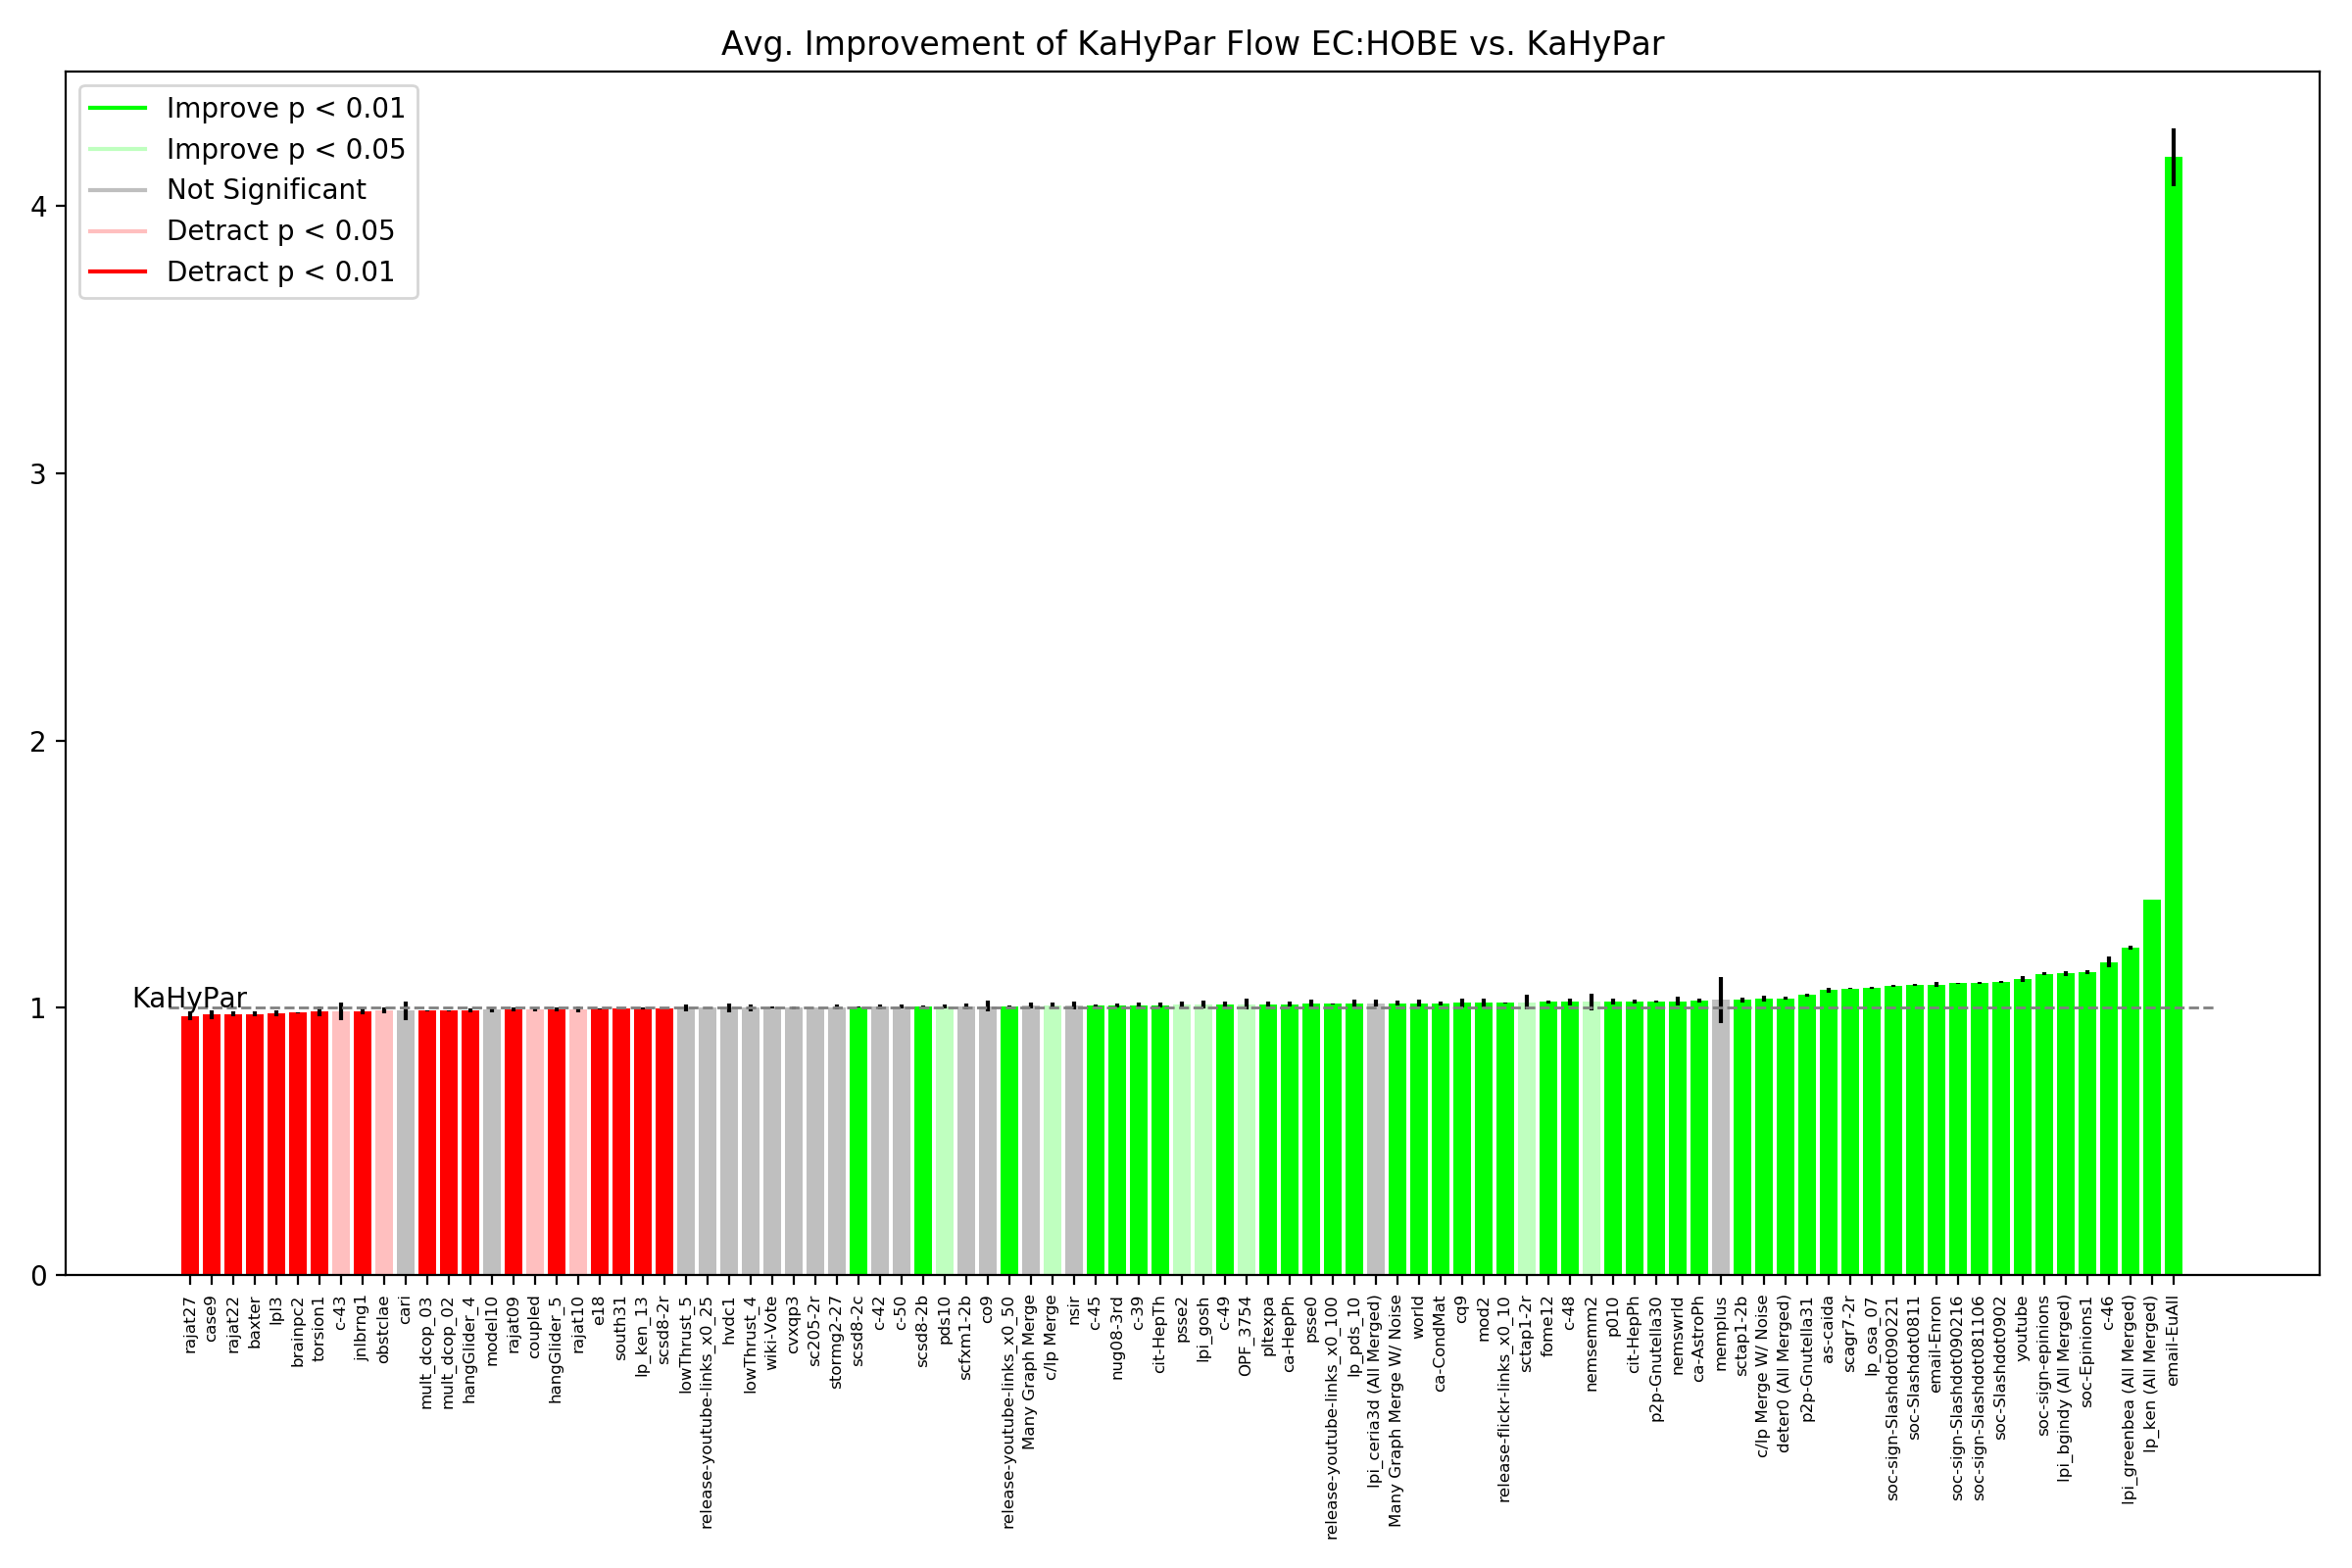 Avg. Improvement of KaHyPar Flow EC:HOBE vs. KaHyPar
Improve p < 0.01
Improve p < 0.05
Not Significant
Detract p < 0.05
Detract p < 0.01
4
3
2
1
0
KaHyPar
rajat27
case9
rajat22
baxter
lpl3
brainpc2
torsion1
c-43
jnlbrng1
obstclae
cari
mult_dcop_03
mult_dcop_02
hangGlider_4
model10
rajat09
coupled
hangGlider_5
rajat10
e18
south31
lp_ken_13
scsd8-2r
lowThrust_5
release-youtube-links_x0_25
hvdc1
lowThrust_4
wiki-Vote
cvxqp3
sc205-2r
stormg2-27
scsd8-2c
c-42
c-50
scsd8-2b
pds10
scfxm1-2b
co9
release-youtube-links_x0_50
Many Graph Merge
c/lp Merge
nsir
c-45
nug08-3rd
c-39
cit-HepTh
psse2
lpi_gosh
c-49
OPF_3754
pltexpa
ca-HepPh
psse0
release-youtube-links_x0_100
lp_pds_10
lpi_ceria3d (All Merged)
Many Graph Merge W/ Noise
world
ca-CondMat
cq9
mod2
release-flickr-links_x0_10
sctap1-2r
fome12
c-48
nemsemm2
p010
cit-HepPh
p2p-Gnutella30
nemswrld
ca-AstroPh
memplus
sctap1-2b
c/lp Merge W/ Noise
deter0 (All Merged)
p2p-Gnutella31
as-caida
scagr7-2r
lp_osa_07
soc-sign-Slashdot090221
soc-Slashdot0811
email-Enron
soc-sign-Slashdot090216
soc-sign-Slashdot081106
soc-Slashdot0902
youtube
soc-sign-epinions
lpi_bgindy (All Merged)
soc-Epinions1
c-46
lpi_greenbea (All Merged)
lp_ken (All Merged)
email-EuAll